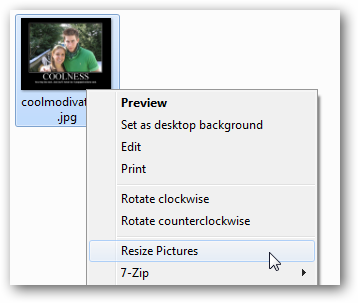 COOLNESS
coolmodivat
.jpg
Preview
Set as desktop background
Edit
Print
Rotate clockwise
Rotate counterclockwise
Resize Pictures
7-Zip